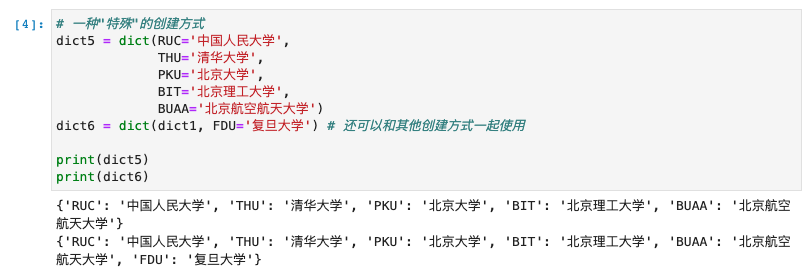 [4]: # 一种"特殊"的创建方式
dict5 = dict(RUC='中国人民大学',
THU='清华大学',
PKU='北京大学',
BIT='北京理工大学',
BUAA='北京航空航天大学')
dict6 = dict(dict1, FDU='复旦大学') # 还可以和其他创建方式一起使用
print(dict5)
print(dict6)
{'RUC': '中国人民大学', 'THU': '清华大学', 'PKU': '北京大学', 'BIT': '北京理工大学', 'BUAA': '北京航空
航天大学'}
{'RUC': '中国人民大学', 'THU': '清华大学', 'PKU': '北京大学', 'BIT': '北京理工大学', 'BUAA': '北京航空
航天大学', 'FDU': '复旦大学'}